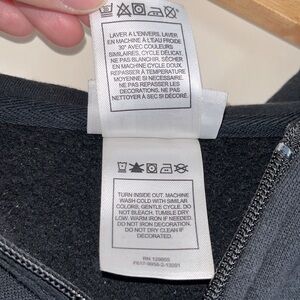 LAVER À L'ENVERS. LAVER
EN MACHINE À L'EAU FROIDE
30° AVEC COULEURS
SIMILAIRES, CYCLE DÉLICAT.
NE PAS BLANCHIR. SÉCHER
EN MACHINE CYCLE DOUX.
REPASSER À TEMPÉRATURE
MOYENNE SI NÉCESSAIRE.
NE PAS REPASSER LES
DÉCORATIONS. NE PAS
NETTOYER À SEC SI DÉCORÉ.
TURN INSIDE OUT. MACHINE
WASH COLD WITH SIMILAR
COLORS, GENTLE CYCLE. DO
NOT BLEACH. TUMBLE DRY
LOW. WARM IRON IF NEEDED.
DO NOT IRON DECORATION.
DO NOT DRY CLEAN IF
DECORATED.